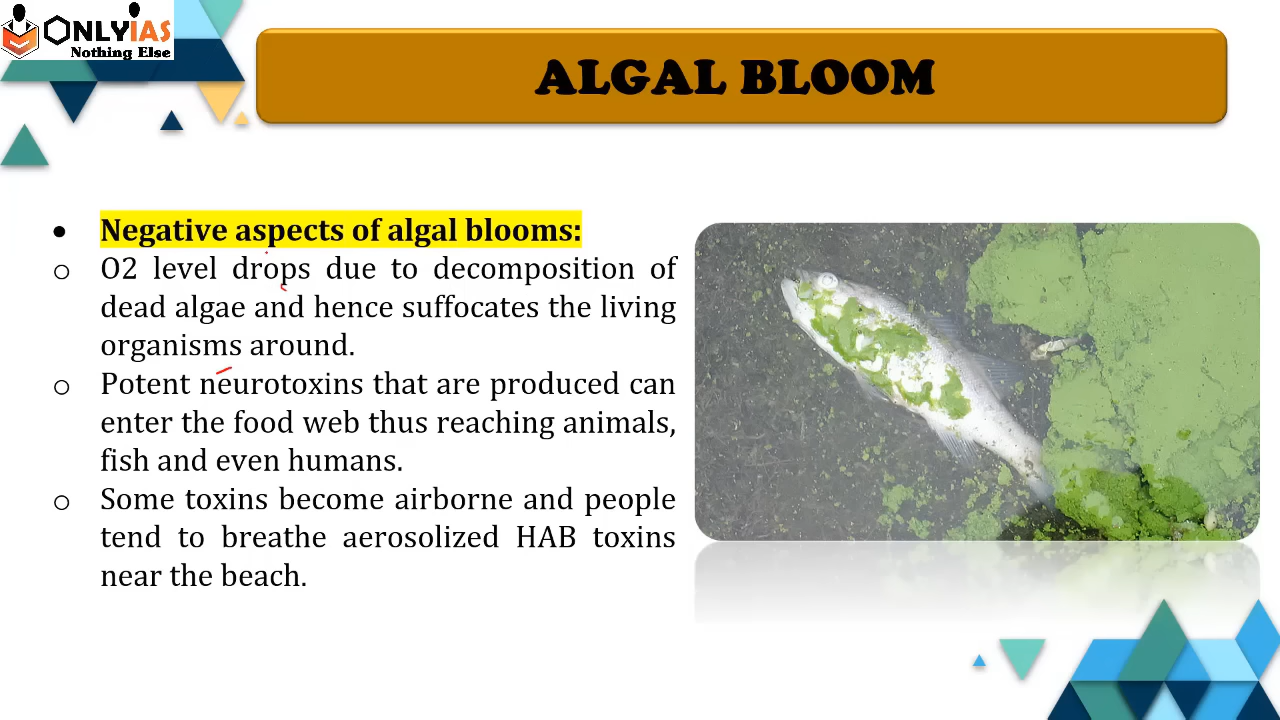 ONLYIAS
Nothing Else
ALGAL BLOOM
• Negative aspects of algal blooms:
o O2 level drops due to decomposition of
dead algae and hence suffocates the living
organisms around.
o Potent neurotoxins that are produced can
enter the food web thus reaching animals,
fish and even humans.
o Some toxins become airborne and people
tend to breathe aerosolized HAB toxins
near the beach.